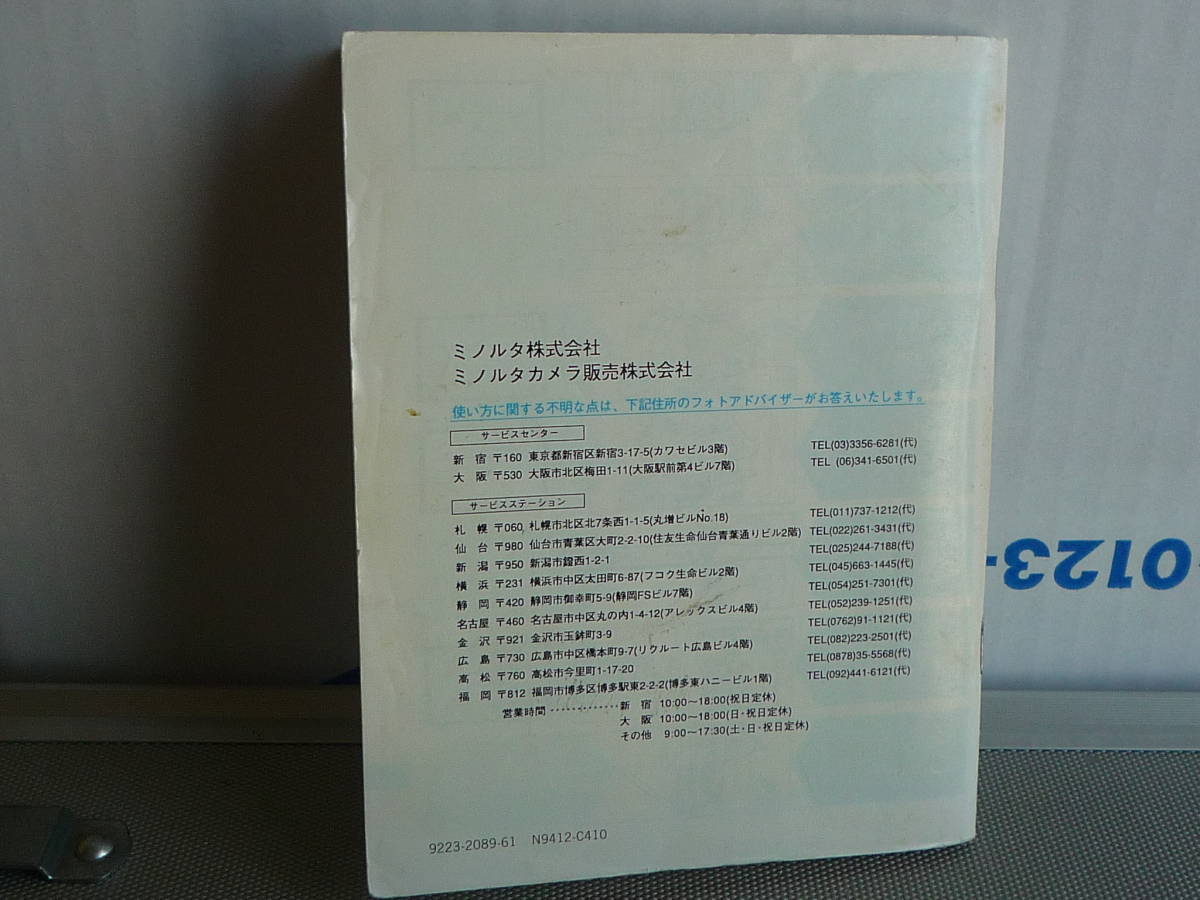 ミノルタ株式会社
ミノルタカメラ販売株式会社
使い方に関する不明な点は、下記住所のフォトアドバイザーがお答えいたします。
サービスセンター
新宿 〒160 東京都新宿区新宿3-17-5(カワセビル3階) TEL(03)3356-6281(代)
大阪 〒530 大阪市北区梅田1-11(大阪駅前第4ビル7階) TEL (06)341-6501(代)
サービスステーション
札幌 〒060 札幌市北区北7条西1-1-5(丸増ビルNo.18) TEL(011)737-1212(代)
仙台 〒980 仙台市青葉区大町2-2-10(住友生命仙台青葉通りビル2階) TEL(022)261-3431(代)
新潟 〒950 新潟市鐙西1-2-1 TEL(025)244-7188(代)
横浜 〒231 横浜市中区太田町6-87(フコク生命ビル2階) TEL(045)663-1445(代)
静岡 〒420 静岡市御幸町5-9(静岡FSビル7階) TEL(054)251-7301(代)
名古屋 〒460 名古屋市中区丸の内1-4-12(アレックスビル4階) TEL(052)239-1251(代)
金沢 〒921 金沢市玉鉾町3-9 TEL(0762)91-1121(代)
広島 〒730 広島市中区橋本町9-7(リクルート広島ビル4階) TEL(082)223-2501(代)
高松 〒760 高松市今里町1-17-20 TEL(0878)35-5568(代)
福岡 〒812 福岡市博多区博多駅東2-2-2(博多東ハニービル1階) TEL(092)441-6121(代)
営業時間 ‥‥‥‥‥‥‥ 新宿 10:00〜18:00(祝日定休)
大阪 10:00〜18:00(日・祝日定休)
その他 9:00〜17:30(土・日・祝日定休)
9223-2089-61 N9412-C410
0123-